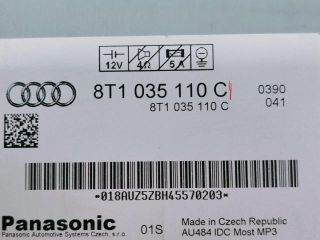 12V 4Ω 5A
8T1 035 110 C 0390
8T1 035 110 C 041
*018AUZ5ZBH45570203*
Panasonic 01S Made in Czech Republic
Panasonic Automotive Systems Czech, s.r.o. AU484 IDC Most MP3